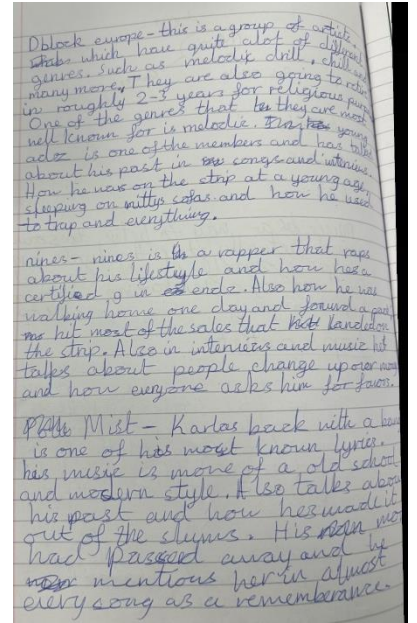 Dblock europe - this is a group of artists
which have quite alot of different
genres. Such as melodic drill, chill and
many more. They are also going to retire
in roughly 2-3 years for religious purp
One of the genres that they are most
well known for is melodic. young
adz is one of the members and has talked
about his past in songs and interviews.
How he was on the strip at a young age,
sleeping on mittys sofas. and how he used
to trap and everything.
nines - nines is a rapper that raps
about his lifestyle and how hes a
certified g in endz. Also how he was
walking home one day and found a
hit most of the sales that landed on
the strip. Also in interviews and music he
talks about people change up over
and how everyone asks him for favors.
Mist - Karlas back with a
is one of his most known lyrics.
his music is more of a old school
and modern style. Also talks about
his past and how hes made it
out of the slums. His
had passed away and he
mentions her in almost
every song as a rememberance.